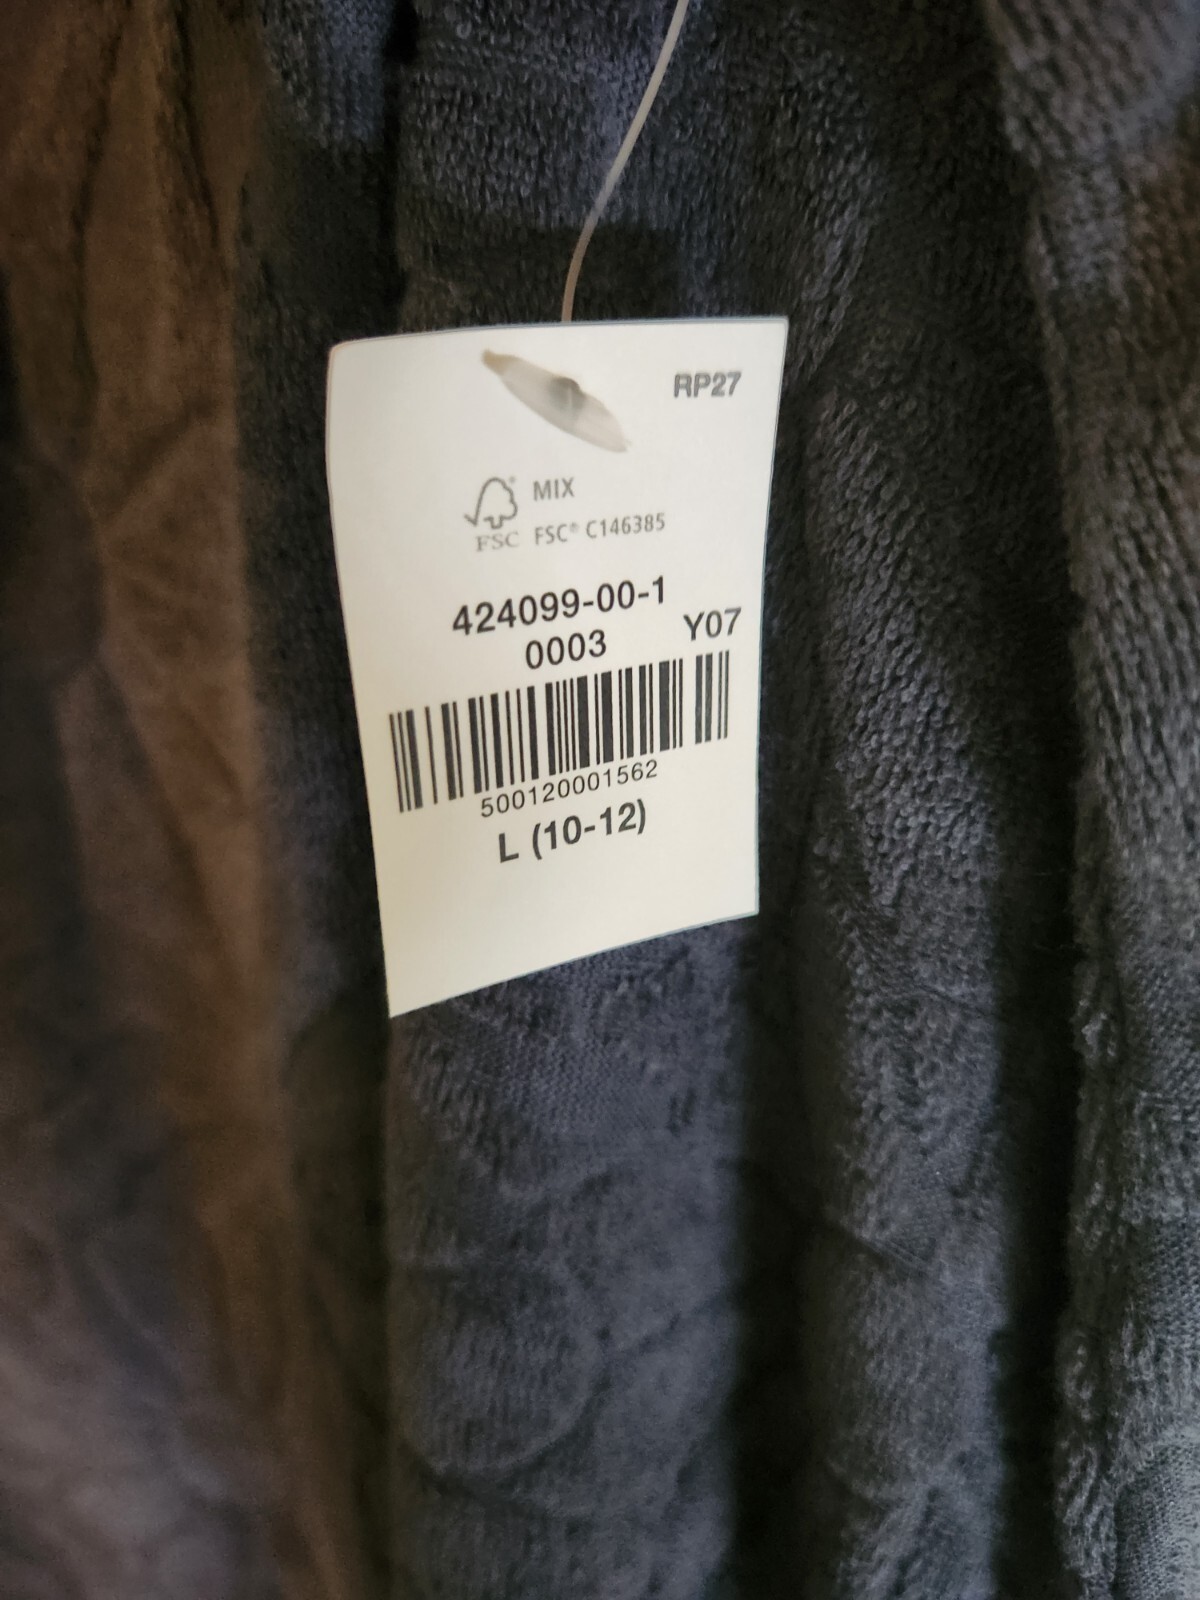 RP27
MIX
FSC FSC® C146385
424099-00-1
0003 Y07
500120001562
L (10-12)